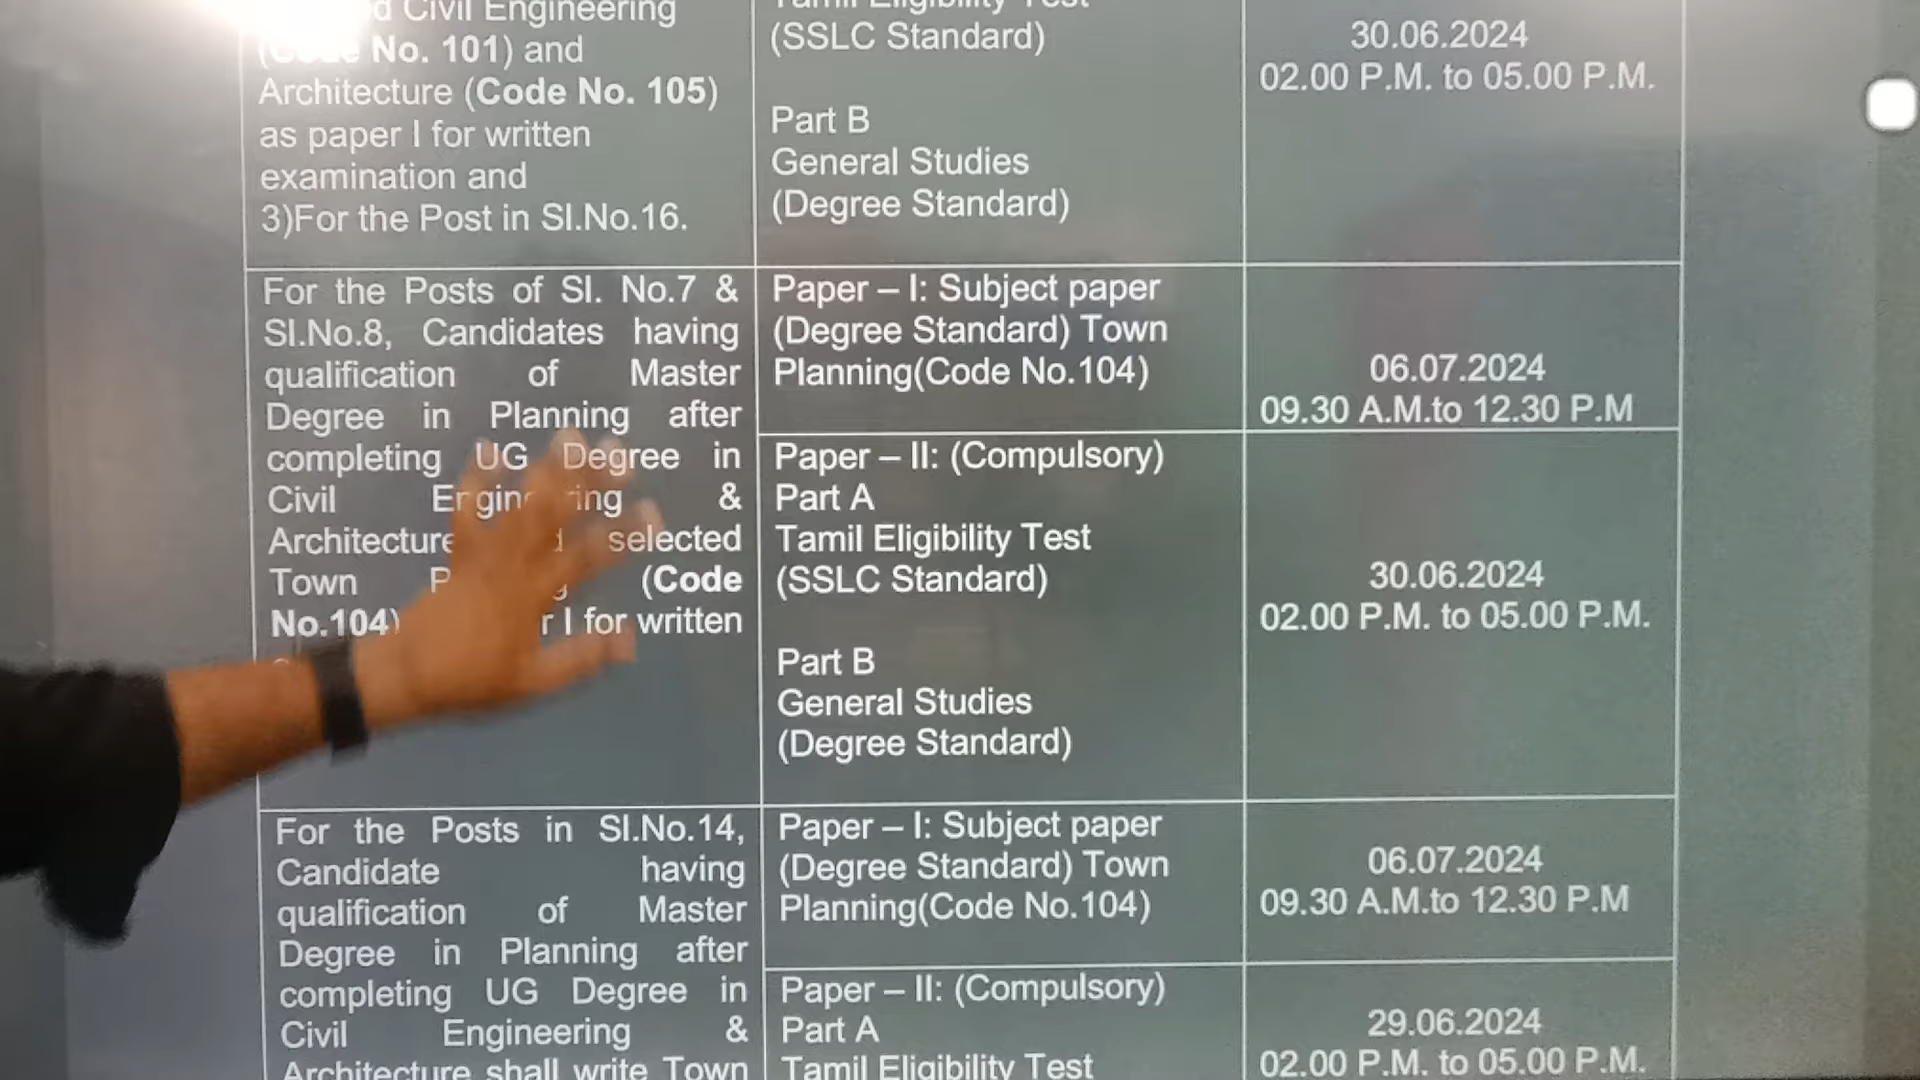 Civil Engineering
No. 101) and
Architecture (Code No. 105)
as paper I for written
examination and
3)For the Post in Sl.No.16.
Tamil Eligibility Test
(SSLC Standard)
Part B
General Studies
(Degree Standard)
30.06.2024
02.00 P.M. to 05.00 P.M.
For the Posts of Sl. No.7 &
Sl.No.8, Candidates having
qualification of Master
Degree in Planning after
completing UG Degree in
Civil &
Architecture selected
Town (Code
No.104) I for written
Paper – I: Subject paper
(Degree Standard) Town
Planning(Code No.104)
06.07.2024
09.30 A.M.to 12.30 P.M
Paper – II: (Compulsory)
Part A
Tamil Eligibility Test
(SSLC Standard)
Part B
General Studies
(Degree Standard)
30.06.2024
02.00 P.M. to 05.00 P.M.
For the Posts in Sl.No.14,
Candidate having
qualification of Master
Degree in Planning after
completing UG Degree in
Civil Engineering &
Architecture shall write Town
Paper – I: Subject paper
(Degree Standard) Town
Planning(Code No.104)
06.07.2024
09.30 A.M.to 12.30 P.M
Paper – II: (Compulsory)
Part A
Tamil Eligibility Test
29.06.2024
02.00 P.M. to 05.00 P.M.